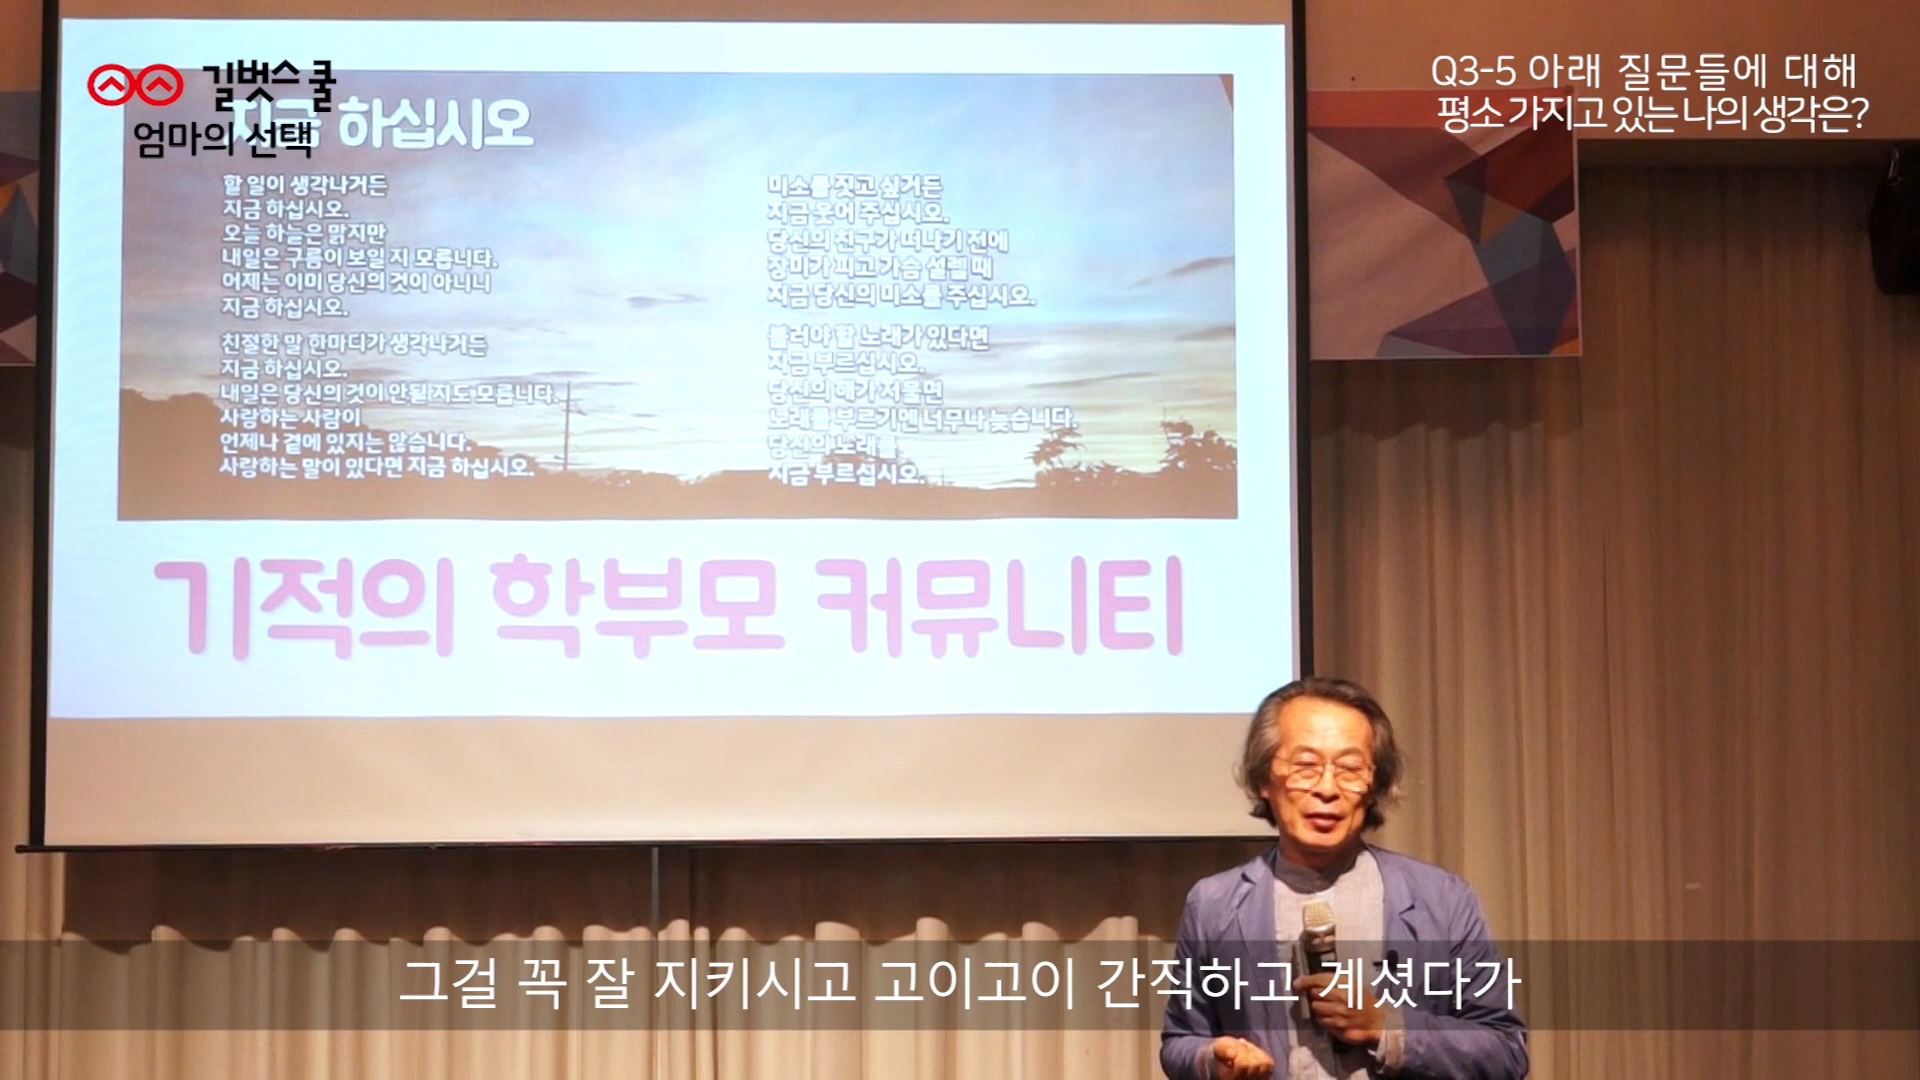 길벗스쿨
엄마의 선택
Q3-5 아래 질문들에 대해
평소 가지고 있는 나의 생각은?
지금 하십시오
할 일이 생각나거든
지금 하십시오.
오늘 하늘은 맑지만
내일은 구름이 보일 지 모릅니다.
어제는 이미 당신의 것이 아니니
지금 하십시오.
친절한 말 한마디가 생각나거든
지금 하십시오.
내일은 당신의 것이 안될 지도 모릅니다.
사랑하는 사람이
언제나 곁에 있지는 않습니다.
사랑하는 말이 있다면 지금 하십시오.
미소를 짓고 싶거든
지금 웃어 주십시오.
당신의 친구가 떠나기 전에
장미가 피고 가슴 설렐 때
지금 당신의 미소를 주십시오.
불러야 할 노래가 있다면
지금 부르십시오.
당신의 해가 저물면
노래를 부르기엔 너무나 늦습니다.
당신의 노래를
지금 부르십시오.
기적의 학부모 커뮤니티
그걸 꼭 잘 지키시고 고이고이 간직하고 계셨다가